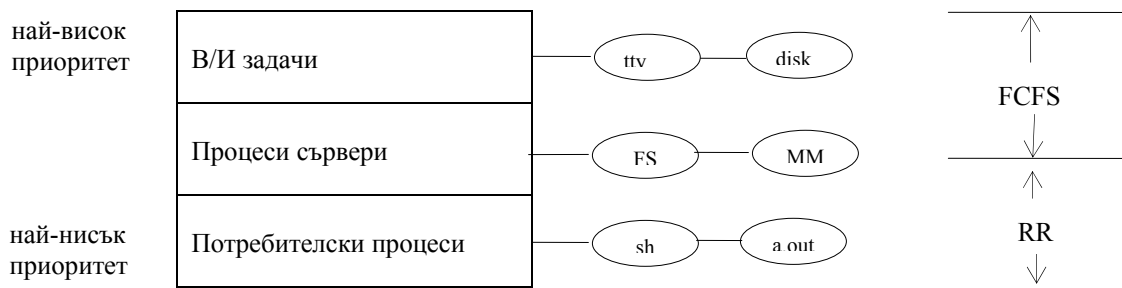 най-висок
приоритет
В/И задачи
tty
disk
FCFS
Процеси сървери
FS
MM
най-нисък
приоритет
Потребителски процеси
sh
a.out
RR